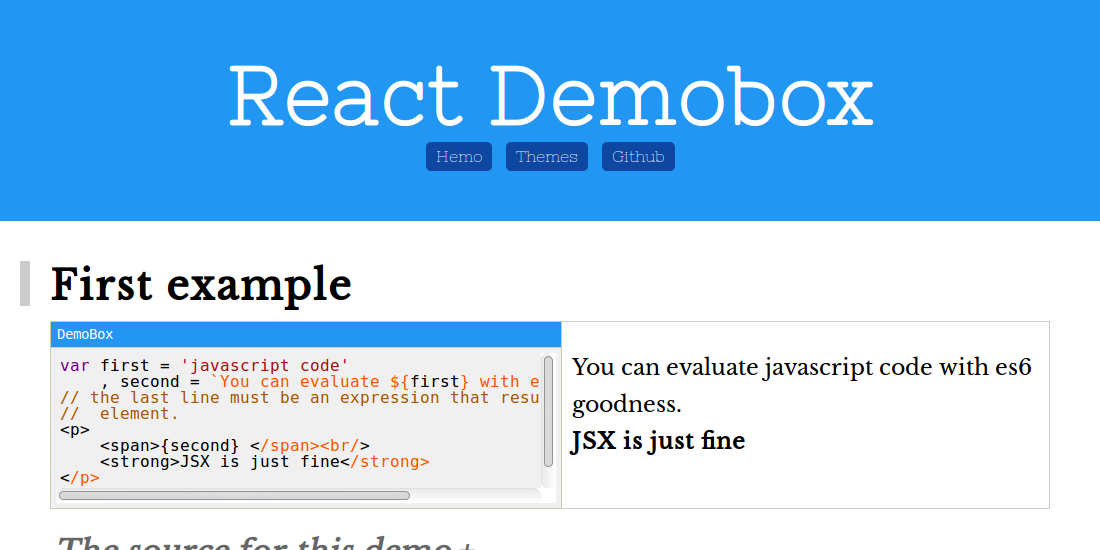 React Demobox
Hemo Themes Github
First example
DemoBox
var first = 'javascript code'
, second = `You can evaluate ${first} with e
// the last line must be an expression that resu
//  element.
<p>
<span>{second} </span><br/>
<strong>JSX is just fine</strong>
</p>
You can evaluate javascript code with es6
goodness.
JSX is just fine
The source for this demo +